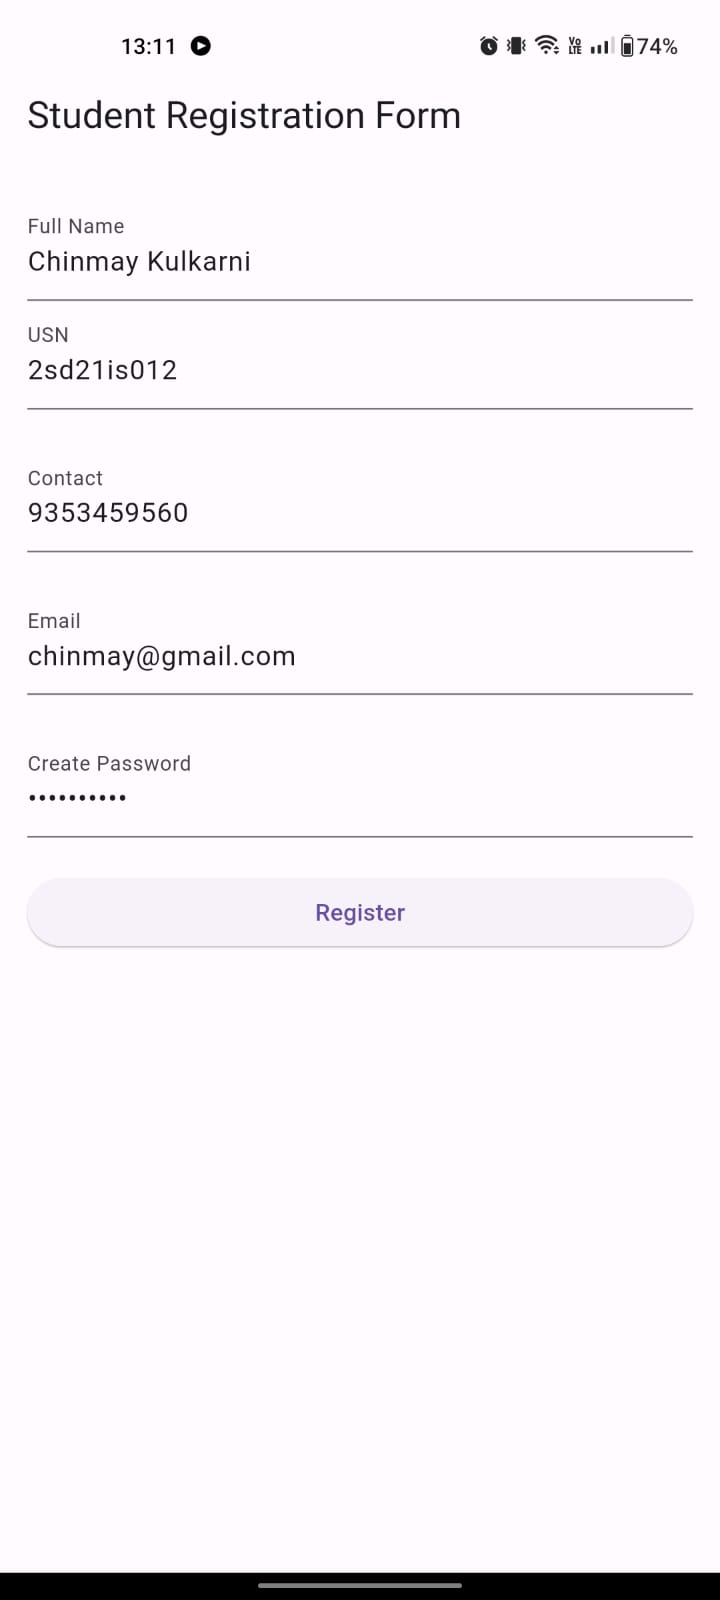 13:11 VoLTE 74%
Student Registration Form
Full Name
Chinmay Kulkarni
USN
2sd21is012
Contact
9353459560
Email
chinmay@gmail.com
Create Password
••••••••••
Register